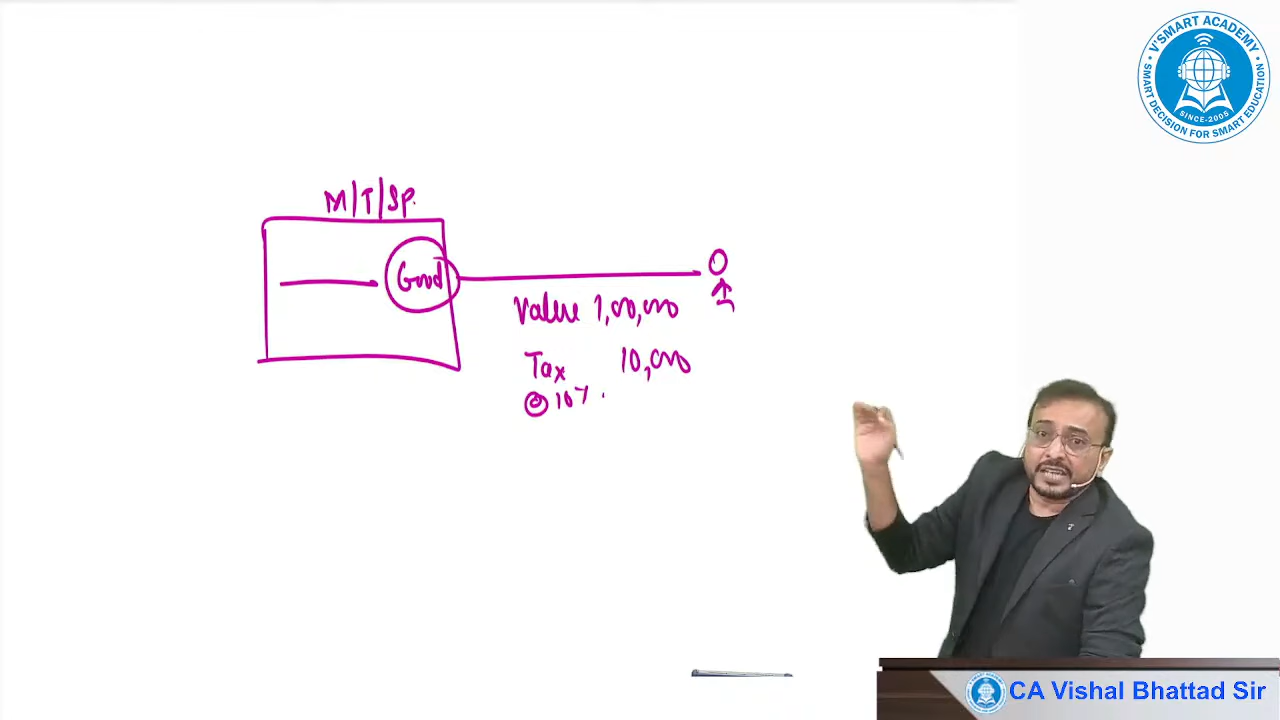 V'SMART ACADEMY
SMART DECISION FOR SMART EDUCATION
SINCE-2005
M/T/SP.
Good
Value 1,00,000
Tax 10,000
@ 10%.
CA Vishal Bhattad Sir